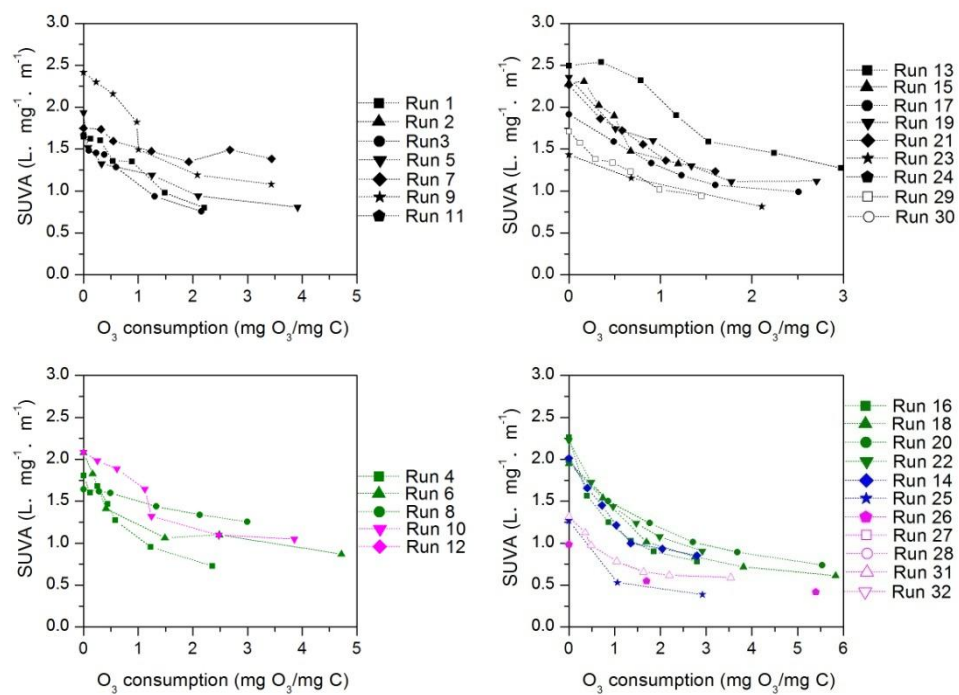 3.0
2.5
2.0
1.5
1.0
0.5
0.0
SUVA (L. mg⁻¹ · m⁻¹)
0 1 2 3 4 5
O₃ consumption (mg O₃/mg C)
Run 1
Run 2
Run3
Run 5
Run 7
Run 9
Run 11
3.0
2.5
2.0
1.5
1.0
0.5
0.0
SUVA (L. mg⁻¹ · m⁻¹)
0 1 2 3
O₃ consumption (mg O₃/mg C)
Run 13
Run 15
Run 17
Run 19
Run 21
Run 23
Run 24
Run 29
Run 30
3.0
2.5
2.0
1.5
1.0
0.5
0.0
SUVA (L. mg⁻¹ · m⁻¹)
0 1 2 3 4 5
O₃ consumption (mg O₃/mg C)
Run 4
Run 6
Run 8
Run 10
Run 12
3.0
2.5
2.0
1.5
1.0
0.5
0.0
SUVA (L. mg⁻¹ · m⁻¹)
0 1 2 3 4 5 6
O₃ consumption (mg O₃/mg C)
Run 16
Run 18
Run 20
Run 22
Run 14
Run 25
Run 26
Run 27
Run 28
Run 31
Run 32